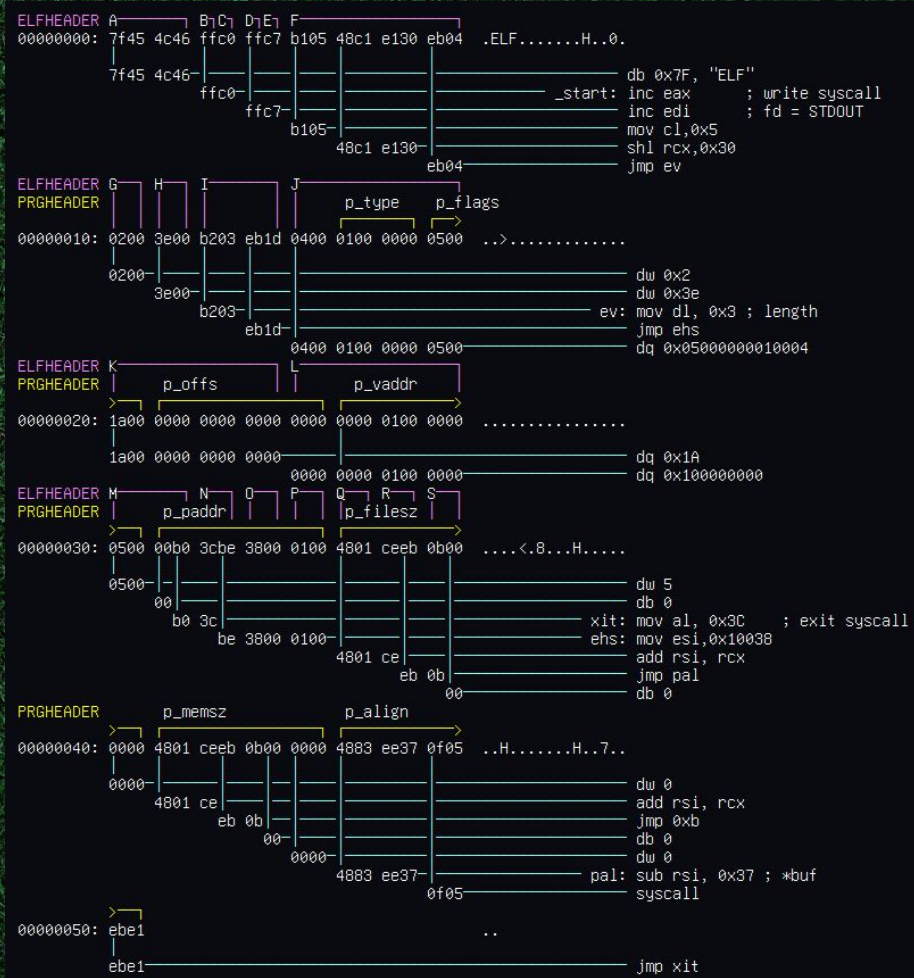 ELFHEADER A B C D E F
00000000: 7f45 4c46 ffc0 ffc7 b105 48c1 e130 eb04 .ELF.......H..0.
7f45 4c46 db 0x7F, "ELF"
ffc0 _start: inc eax ; write syscall
ffc7 inc edi ; fd = STDOUT
b105 mov cl,0x5
48c1 e130 shl rcx,0x30
eb04 jmp ev
ELFHEADER G H I J
PRGHEADER p_type p_flags
00000010: 0200 3e00 b203 eb1d 0400 0100 0000 0500 ..>.............
0200 dw 0x2
3e00 dw 0x3e
b203 ev: mov dl, 0x3 ; length
eb1d jmp ehs
0400 0100 0000 0500 dq 0x05000000010004
ELFHEADER K L
PRGHEADER p_offs p_vaddr
00000020: 1a00 0000 0000 0000 0000 0000 0100 0000 ................
1a00 0000 0000 0000 dq 0x1A
0000 0000 0100 0000 dq 0x100000000
ELFHEADER M N O P Q R S
PRGHEADER p_paddr p_filesz
00000030: 0500 00b0 3cbe 3800 0100 4801 ceeb 0b00 ....<.8...H.....
0500 dw 5
00 db 0
b0 3c xit: mov al, 0x3C ; exit syscall
be 3800 0100 ehs: mov esi,0x10038
4801 ce add rsi, rcx
eb 0b jmp pal
00 db 0
PRGHEADER p_memsz p_align
00000040: 0000 4801 ceeb 0b00 0000 4883 ee37 0f05 ..H.......H..7..
0000 dw 0
4801 ce add rsi, rcx
eb 0b jmp 0xb
00 db 0
0000 dw 0
4883 ee37 pal: sub rsi, 0x37 ; *buf
0f05 syscall
00000050: ebe1 ..
ebe1 jmp xit